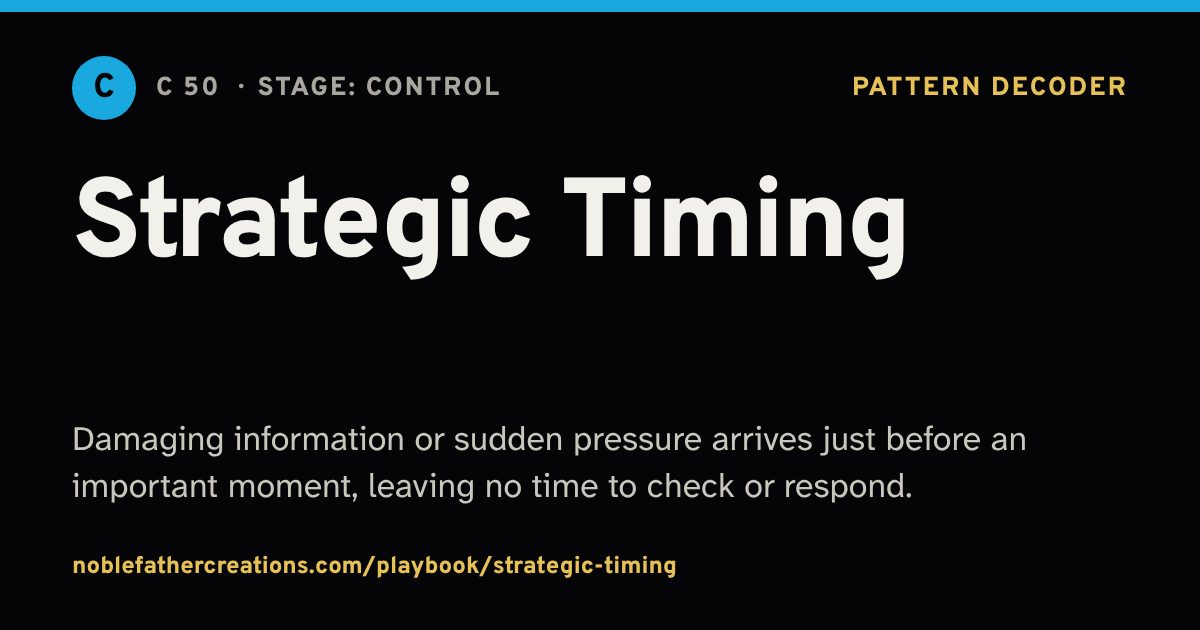 C
C 50 · STAGE: CONTROL
PATTERN DECODER
Strategic Timing
Damaging information or sudden pressure arrives just before an
important moment, leaving no time to check or respond.
noblefathercreations.com/playbook/strategic-timing